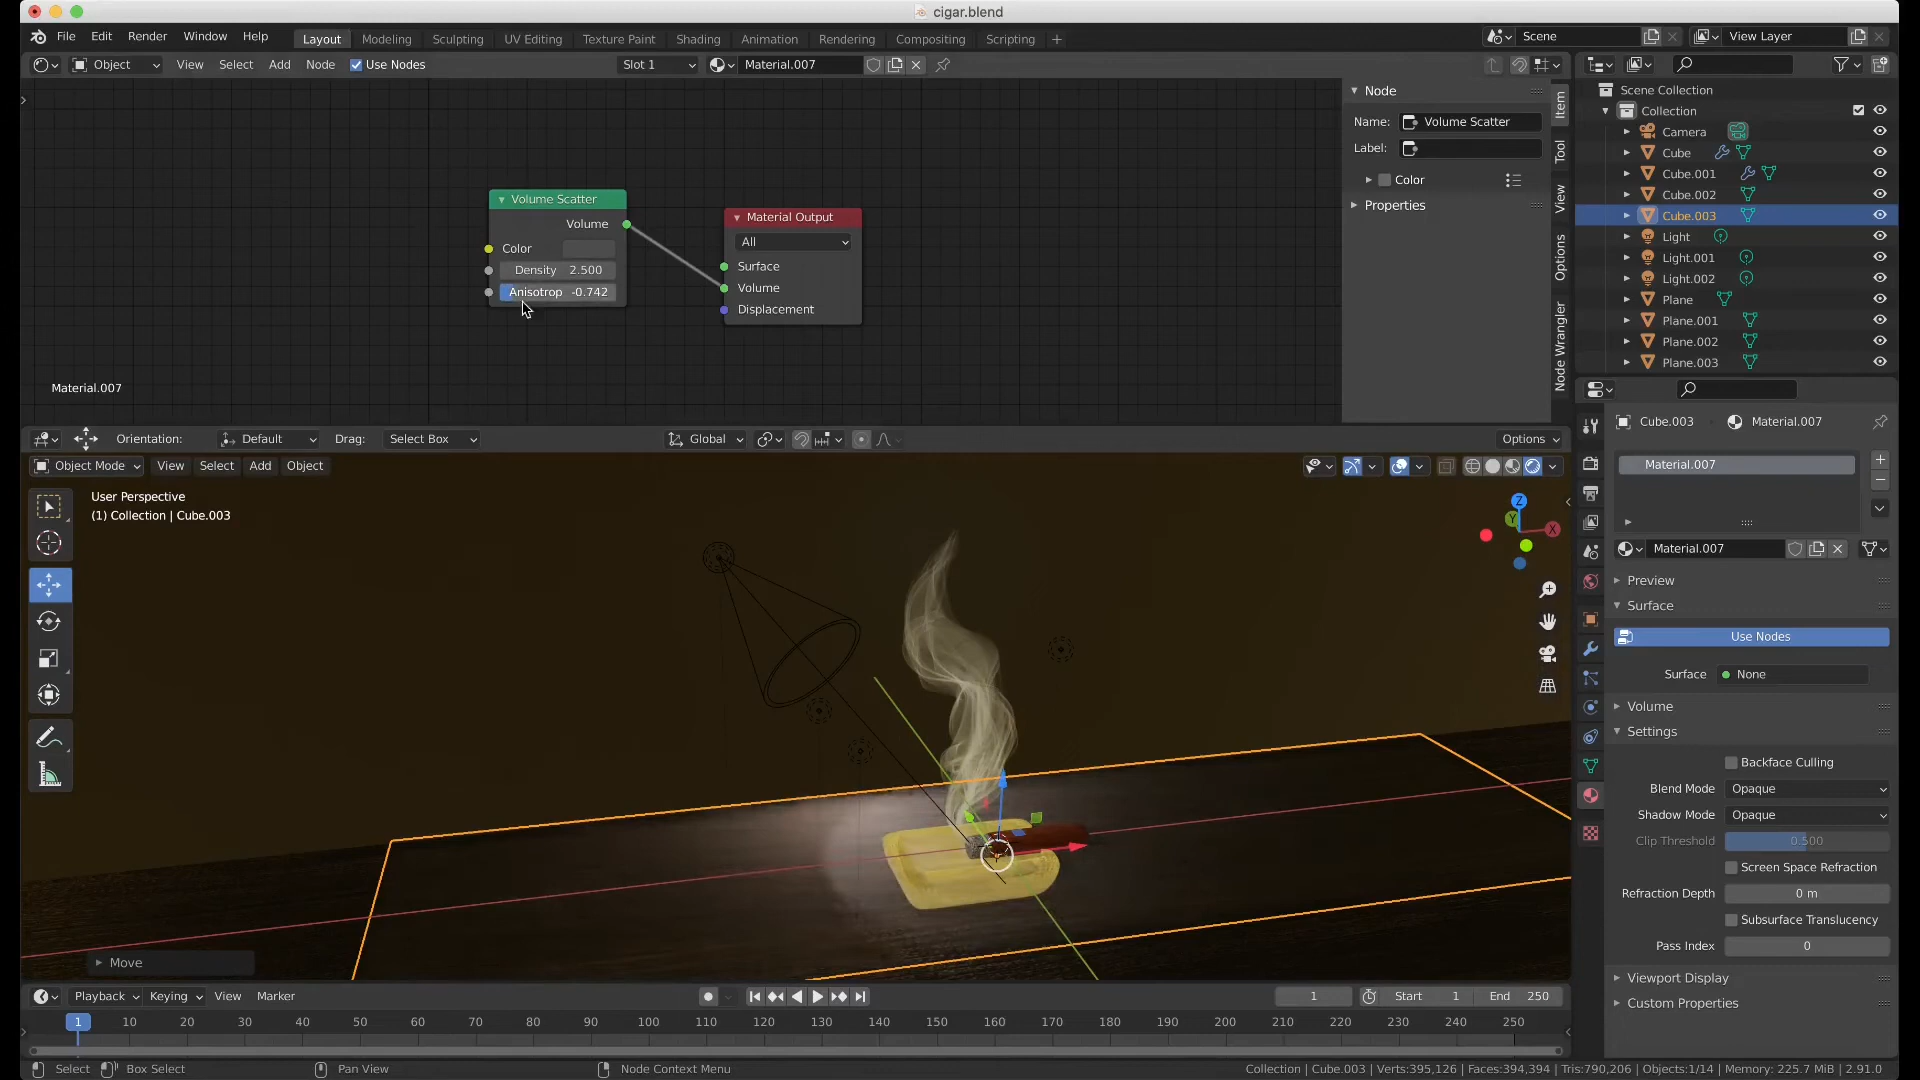 cigar.blend
File Edit Render Window Help Layout Modeling Sculpting UV Editing Texture Paint Shading Animation Rendering Compositing Scripting + Scene View Layer
Object View Select Add Node Use Nodes Slot 1 Material.007
Node
Name: Volume Scatter
Label:
Color
Properties
Item
Tool
View
Options
Node Wrangler
Volume Scatter
Volume
Color
Density 2.500
Anisotrop -0.742
Material Output
All
Surface
Volume
Displacement
Material.007
Scene Collection
Collection
Camera
Cube
Cube.001
Cube.002
Cube.003
Light
Light.001
Light.002
Plane
Plane.001
Plane.002
Plane.003
Orientation: Default Drag: Select Box Global Options
Object Mode View Select Add Object
User Perspective
(1) Collection | Cube.003
Z
Y
X
Move
Cube.003 Material.007
Material.007
Material.007
Preview
Surface
Use Nodes
Surface None
Volume
Settings
Backface Culling
Blend Mode Opaque
Shadow Mode Opaque
Clip Threshold 0.500
Screen Space Refraction
Refraction Depth 0 m
Subsurface Translucency
Pass Index 0
Viewport Display
Custom Properties
Playback Keying View Marker 1 Start 1 End 250
1 10 20 30 40 50 60 70 80 90 100 110 120 130 140 150 160 170 180 190 200 210 220 230 240 250
Select Box Select Pan View Node Context Menu Collection | Cube.003 | Verts:395,126 | Faces:394,394 | Tris:790,206 | Objects:1/14 | Memory: 225.7 MiB | 2.91.0